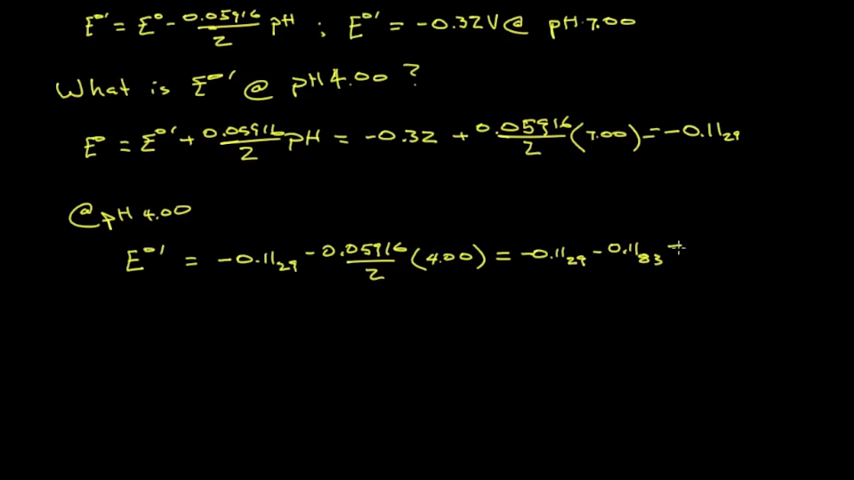 E°' = E° - 0.05916/2 pH ; E°' = -0.32V @ pH 7.00
What is E°' @ pH 4.00 ?
E° = E°' + 0.05916/2 pH = -0.32 + 0.05916/2 (7.00) = -0.11₂₉
@ pH 4.00
E°' = -0.11₂₉ - 0.05916/2 (4.00) = -0.11₂₉ - 0.11₈₃